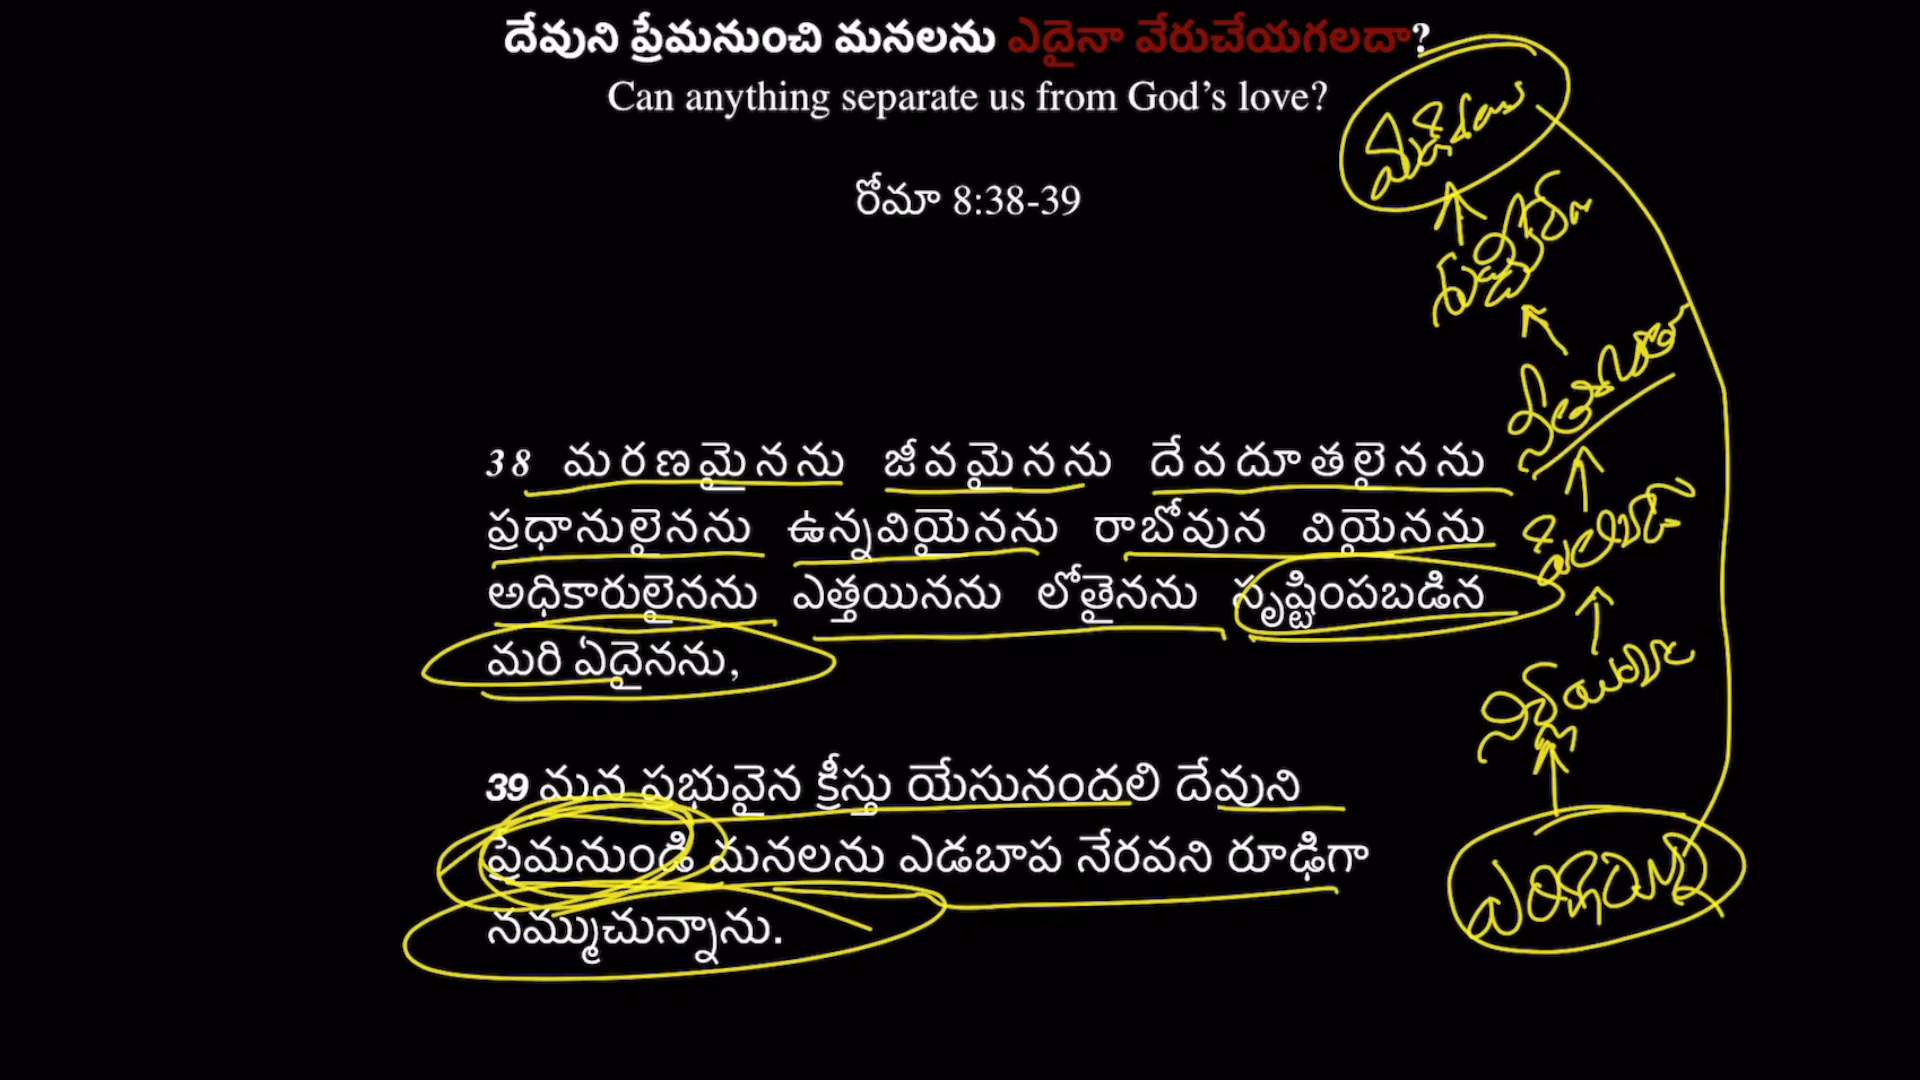 దేవుని ప్రేమనుంచి మనలను ఎదైనా వేరుచేయగలదా?
Can anything separate us from God’s love?
రోమా 8:38-39
38 మరణమైనను జీవమైనను దేవదూతలైనను
ప్రధానులైనను ఉన్నవియైనను రాబోవున వియైనను
అధికారులైనను ఎత్తయినను లోతైనను సృష్టింపబడిన
మరి ఏదైనను,
39 మన ప్రభువైన క్రీస్తు యేసునందలి దేవుని
ప్రేమనుండి మనలను ఎడబాప నేరవని రూఢిగా
నమ్ముచున్నాను.